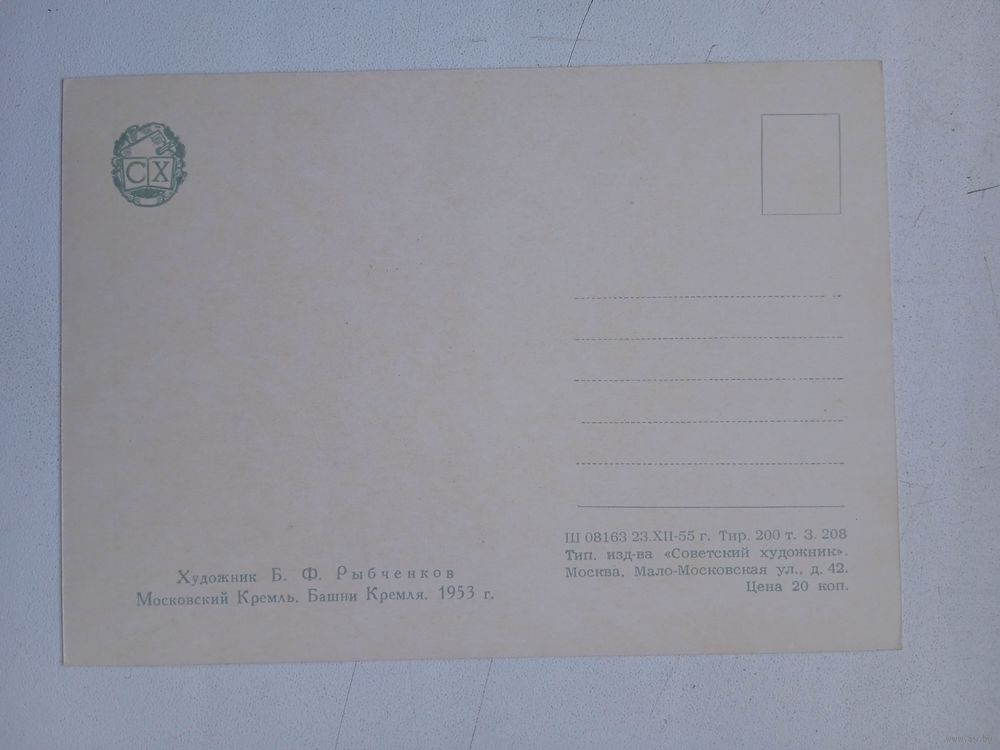 СХ
Художник Б. Ф. Рыбченков
Московский Кремль. Башни Кремля. 1953 г.
Ш 08163 23.XII-55 г. Тир. 200 т. З. 208
Тип. изд-ва «Советский художник».
Москва, Мало-Московская ул., д. 42.
Цена 20 коп.